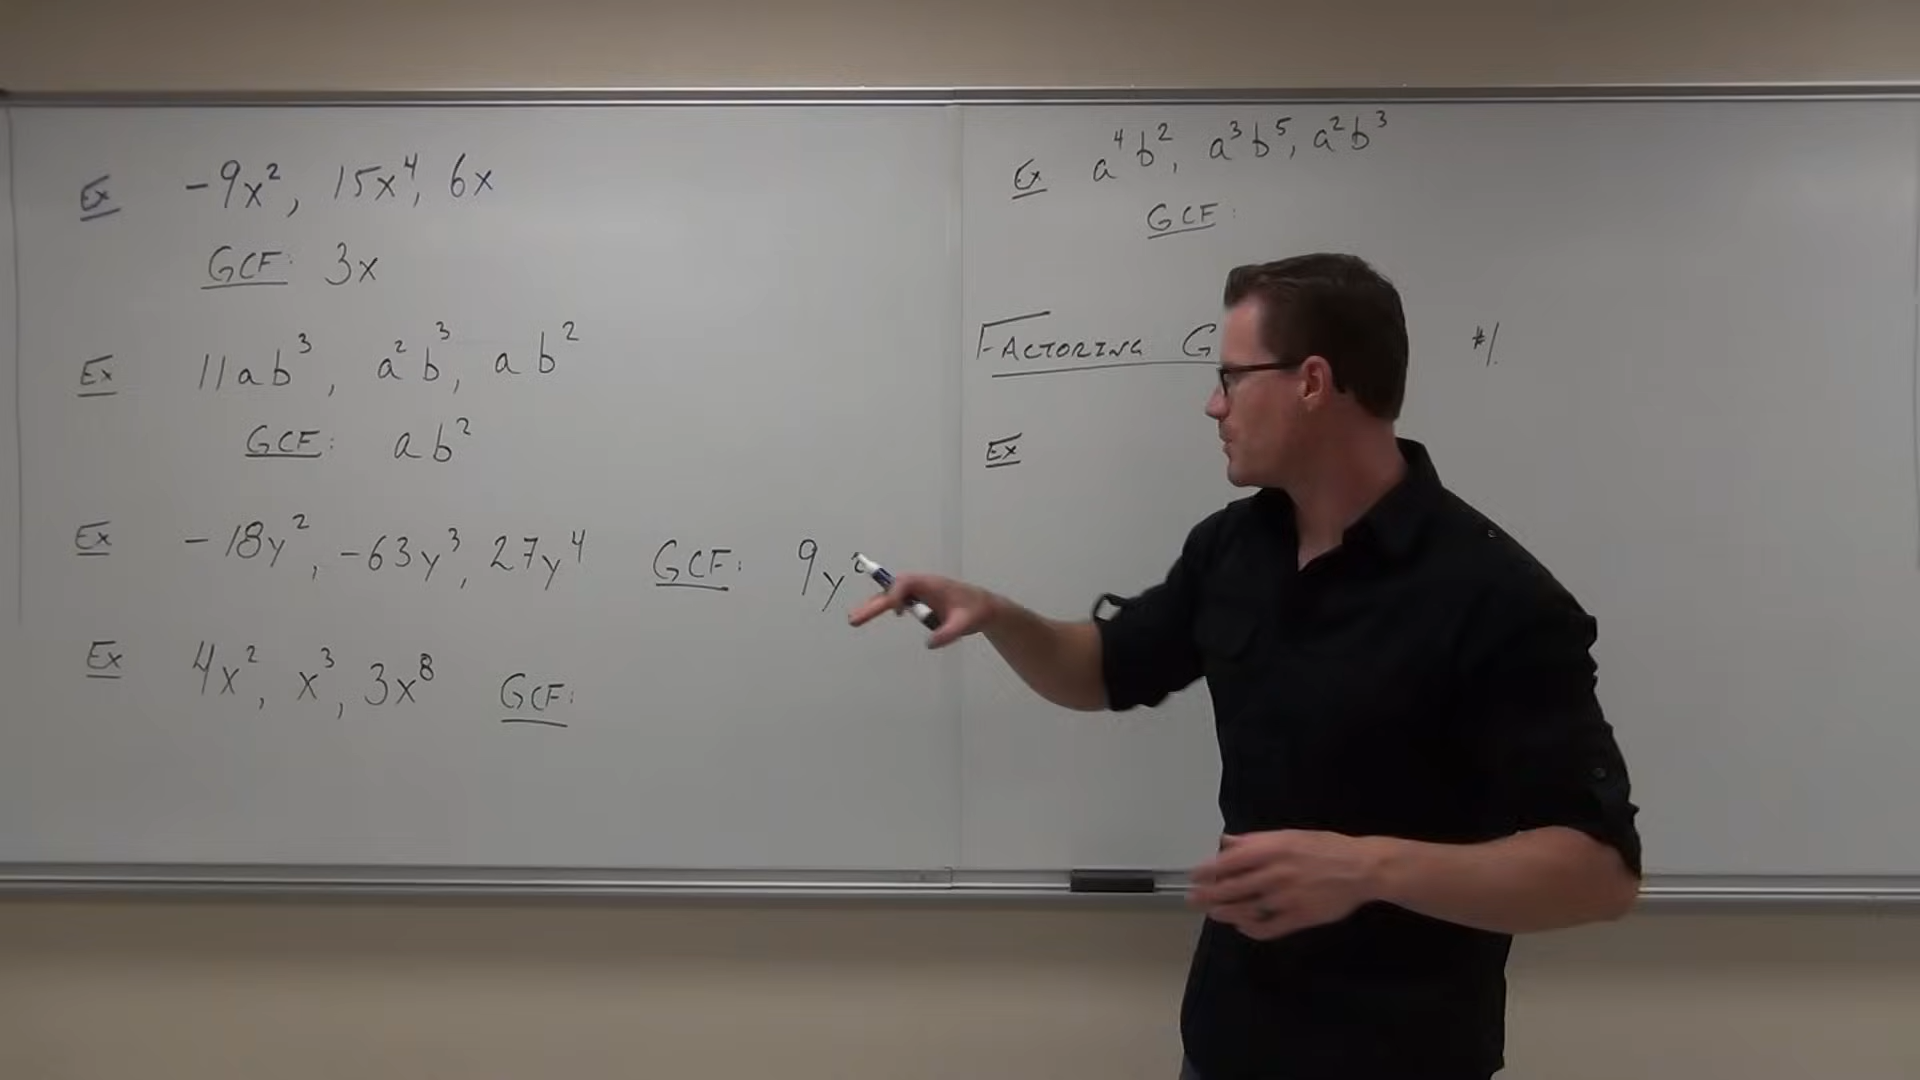 Ex -9x², 15x⁴, 6x
GCF: 3x
Ex 11ab³, a²b³, ab²
GCF: ab²
Ex -18y², -63y³, 27y⁴ GCF: 9y²
Ex 4x², x³, 3x⁸ GCF:
Ex a⁴b², a³b⁵, a²b³
GCF:
FACTORING G #1.
Ex